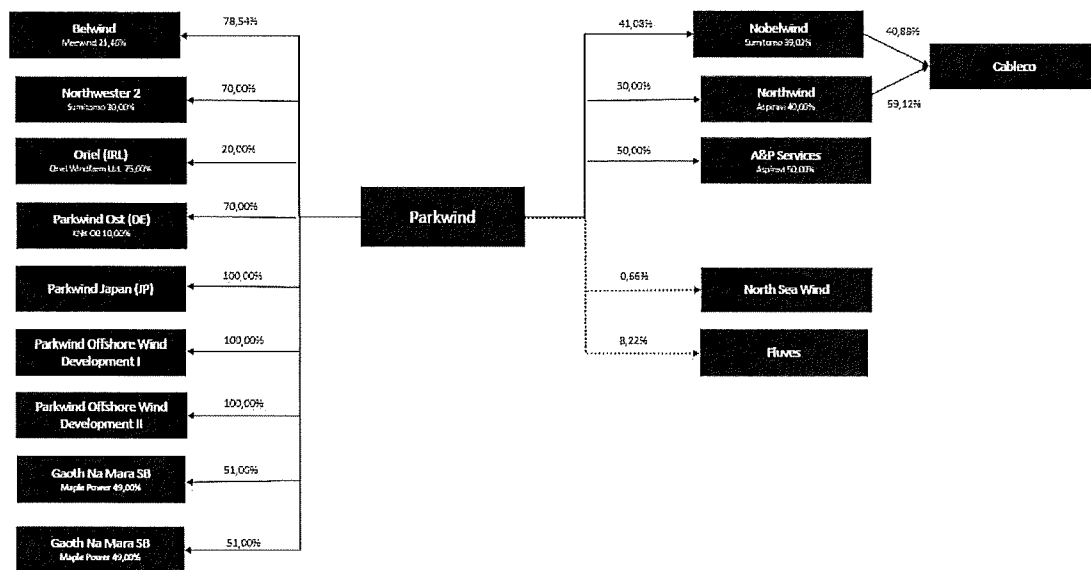 Belwind
Meewind 21,46%
78,54%
Northwester 2
Sumitomo 30,00%
70,00%
Oriel (IRL)
Oriel Windfarm Ltd. 75,00%
20,00%
Parkwind Ost (DE)
10,00%
70,00%
Parkwind Japan (JP)
100,00%
Parkwind Offshore Wind
Development I
100,00%
Parkwind Offshore Wind
Development II
100,00%
Gaoth Na Mara SB
Maple Power 49,00%
51,00%
Gaoth Na Mara SB
Maple Power 49,00%
51,00%
Parkwind
41,08%
Nobelwind
Sumitomo 39,02%
40,88%
Cableco
30,00%
Northwind
Aspiravi 40,00%
59,12%
50,00%
A&P Services
Aspiravi 50,00%
0,66%
North Sea Wind
8,22%
Fluves